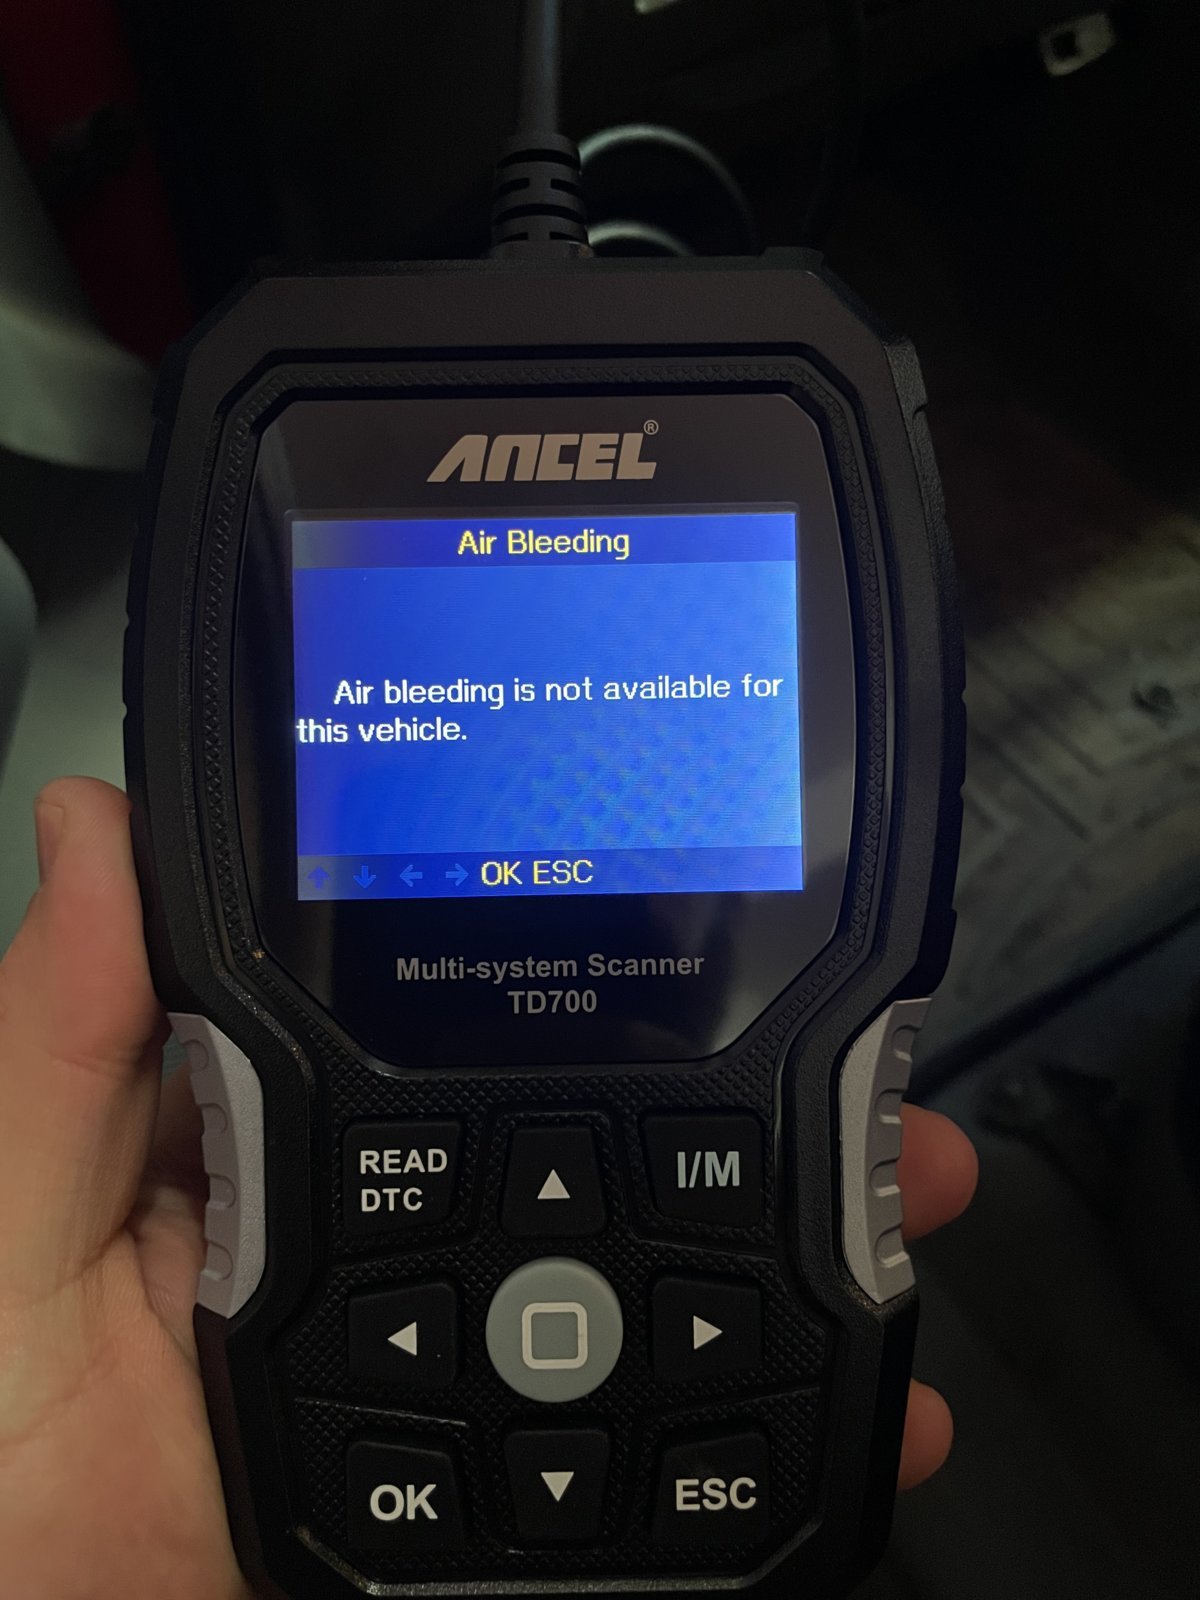 ANCEL®
Air Bleeding
Air bleeding is not available for
this vehicle.
OK ESC
Multi-system Scanner
TD700
READ
DTC
I/M
OK
ESC